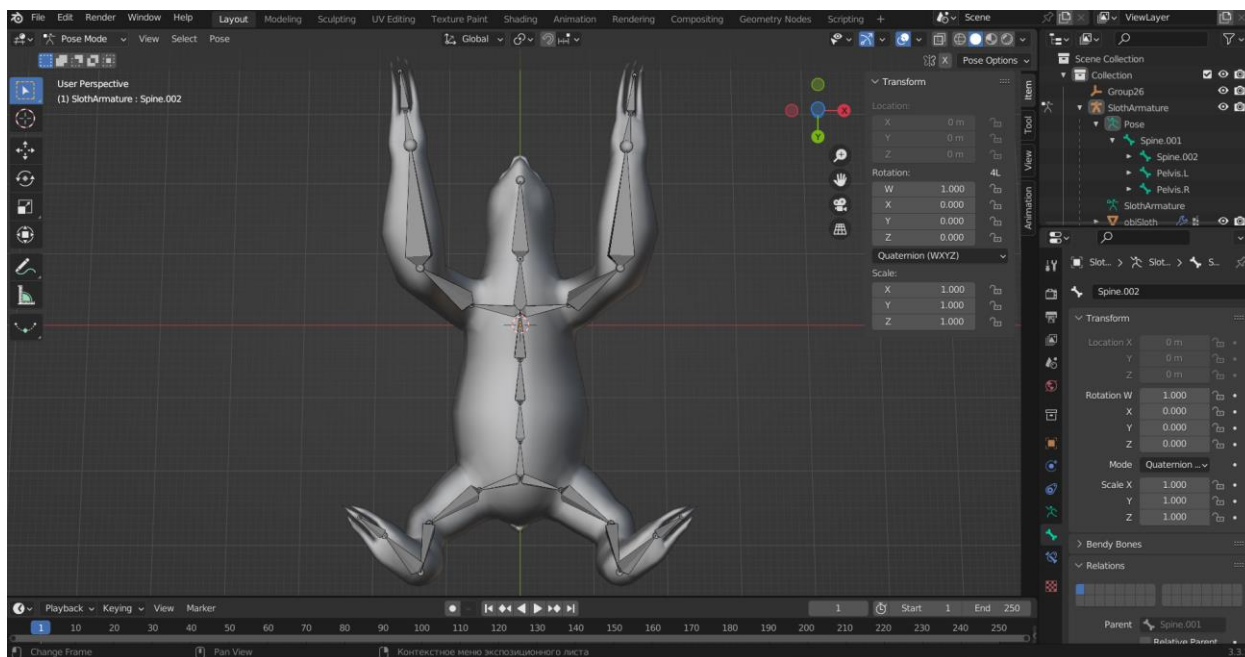 File Edit Render Window Help Layout Modeling Sculpting UV Editing Texture Paint Shading Animation Rendering Compositing Geometry Nodes Scripting + Scene ViewLayer
Pose Mode View Select Pose Global
X Pose Options
User Perspective
(1) SlothArmature : Spine.002
X
Y
Transform
Location:
X 0 m
Y 0 m
Z 0 m
Rotation: 4L
W 1.000
X 0.000
Y 0.000
Z 0.000
Quaternion (WXYZ)
Scale:
X 1.000
Y 1.000
Z 1.000
Item
Tool
View
Animation
Scene Collection
Collection
Group26
SlothArmature
Pose
Spine.001
Spine.002
Pelvis.L
Pelvis.R
SlothArmature
Slot... > Slot... > S...
Spine.002
Transform
Location X 0 m
Y 0 m
Z 0 m
Rotation W 1.000
X 0.000
Y 0.000
Z 0.000
Mode Quaternion ...
Scale X 1.000
Y 1.000
Z 1.000
Bendy Bones
Relations
Parent Spine.001
Relative Parent
Playback Keying View Marker 1 Start 1 End 250
1 10 20 30 40 50 60 70 80 90 100 110 120 130 140 150 160 170 180 190 200 210 220 230 240 250
Change Frame Pan View Контекстное меню экспозиционного листа 3.3.